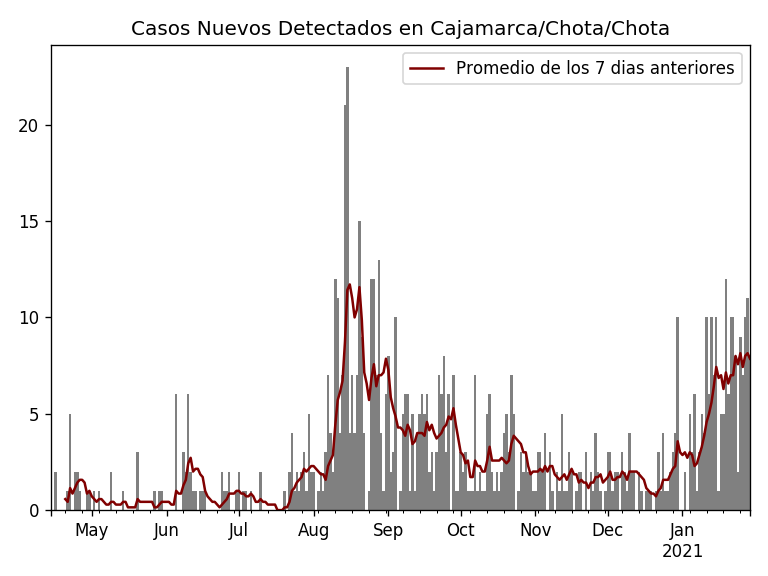 Casos Nuevos Detectados en Cajamarca/Chota/Chota
Promedio de los 7 dias anteriores
20
15
10
5
0
May Jun Jul Aug Sep Oct Nov Dec Jan
2021